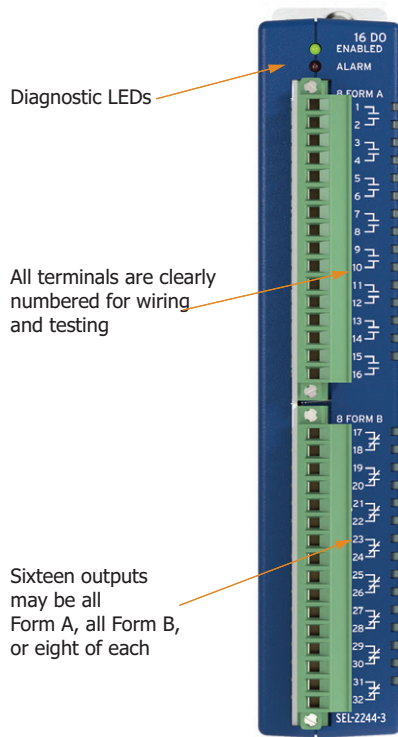 16 DO
ENABLED
ALARM
Diagnostic LEDs
8 FORM A
1
2
3
4
5
6
7
8
9
All terminals are clearly
numbered for wiring
and testing
10
11
12
13
14
15
16
8 FORM B
17
18
19
20
21
22
23
24
Sixteen outputs
may be all
Form A, all Form B,
or eight of each
25
26
27
28
29
30
31
32
SEL-2244-3